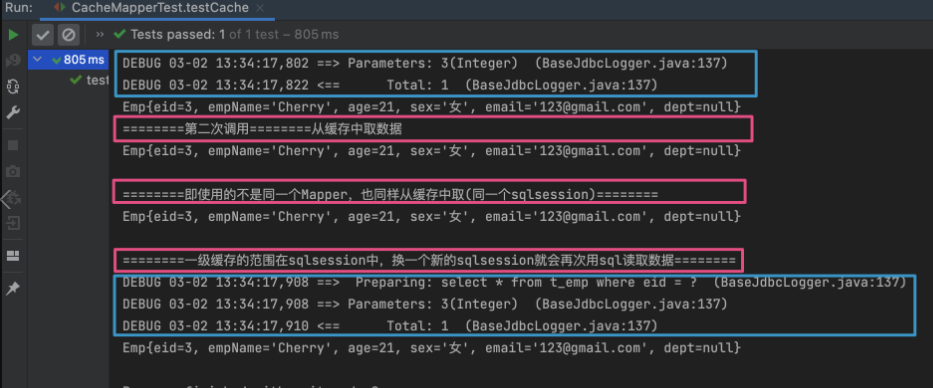 Run: CacheMapperTest.testCache ×
» Tests passed: 1 of 1 test – 805 ms
805 ms
test
DEBUG 03-02 13:34:17,802 ==> Parameters: 3(Integer)  (BaseJdbcLogger.java:137)
DEBUG 03-02 13:34:17,822 <==      Total: 1  (BaseJdbcLogger.java:137)
Emp{eid=3, empName='Cherry', age=21, sex='女', email='123@gmail.com', dept=null}
========第二次调用========从缓存中取数据
Emp{eid=3, empName='Cherry', age=21, sex='女', email='123@gmail.com', dept=null}
========即使用的不是同一个Mapper，也同样从缓存中取(同一个sqlsession)========
Emp{eid=3, empName='Cherry', age=21, sex='女', email='123@gmail.com', dept=null}
========一级缓存的范围在sqlsession中，换一个新的sqlsession就会再次用sql读取数据========
DEBUG 03-02 13:34:17,908 ==>  Preparing: select * from t_emp where eid = ?  (BaseJdbcLogger.java:137)
DEBUG 03-02 13:34:17,908 ==> Parameters: 3(Integer)  (BaseJdbcLogger.java:137)
DEBUG 03-02 13:34:17,910 <==      Total: 1  (BaseJdbcLogger.java:137)
Emp{eid=3, empName='Cherry', age=21, sex='女', email='123@gmail.com', dept=null}